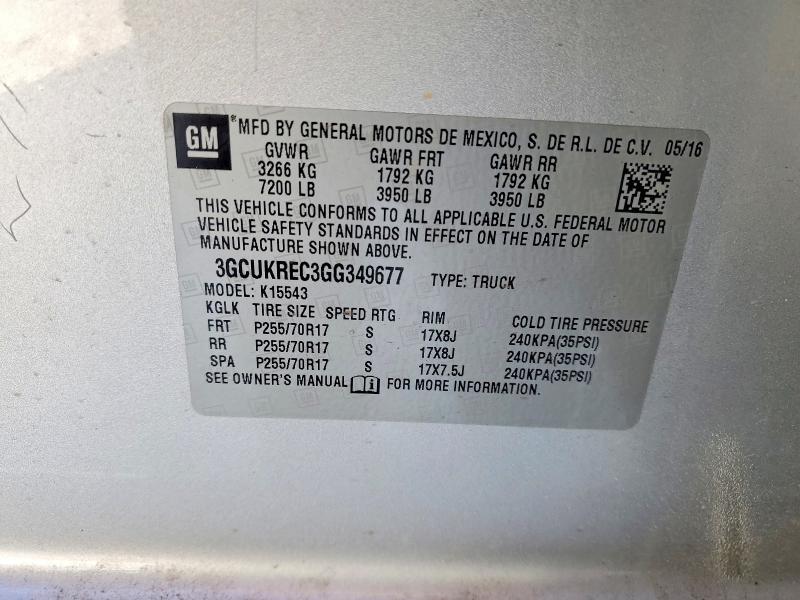 GM ® MFD BY GENERAL MOTORS DE MEXICO, S. DE R.L. DE C.V. 05/16
GVWR GAWR FRT GAWR RR
3266 KG 1792 KG 1792 KG
7200 LB 3950 LB 3950 LB
THIS VEHICLE CONFORMS TO ALL APPLICABLE U.S. FEDERAL MOTOR
VEHICLE SAFETY STANDARDS IN EFFECT ON THE DATE OF
MANUFACTURE SHOWN ABOVE.
3GCUKREC3GG349677 TYPE: TRUCK
MODEL: K15543
KGLK TIRE SIZE SPEED RTG RIM COLD TIRE PRESSURE
FRT P255/70R17 S 17X8J 240KPA(35PSI)
RR P255/70R17 S 17X8J 240KPA(35PSI)
SPA P255/70R17 S 17X7.5J 240KPA(35PSI)
SEE OWNER'S MANUAL FOR MORE INFORMATION.